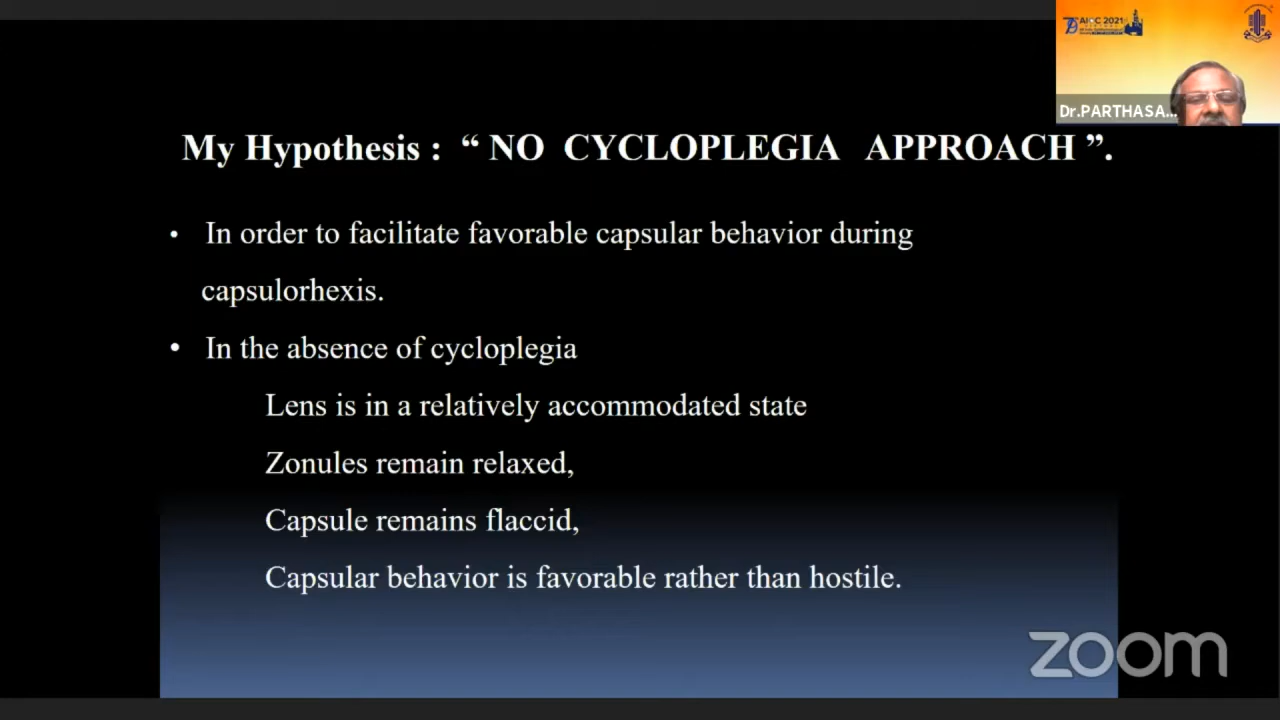 AIOC 2021
Dr.PARTHASA...
My Hypothesis : “ NO CYCLOPLEGIA APPROACH ”.
• In order to facilitate favorable capsular behavior during
capsulorhexis.
• In the absence of cycloplegia
Lens is in a relatively accommodated state
Zonules remain relaxed,
Capsule remains flaccid,
Capsular behavior is favorable rather than hostile.
zoom